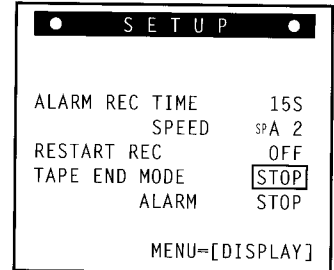 SETUP
ALARM REC TIME 15S
SPEED SPA 2
RESTART REC OFF
TAPE END MODE STOP
ALARM STOP
MENU=[DISPLAY]